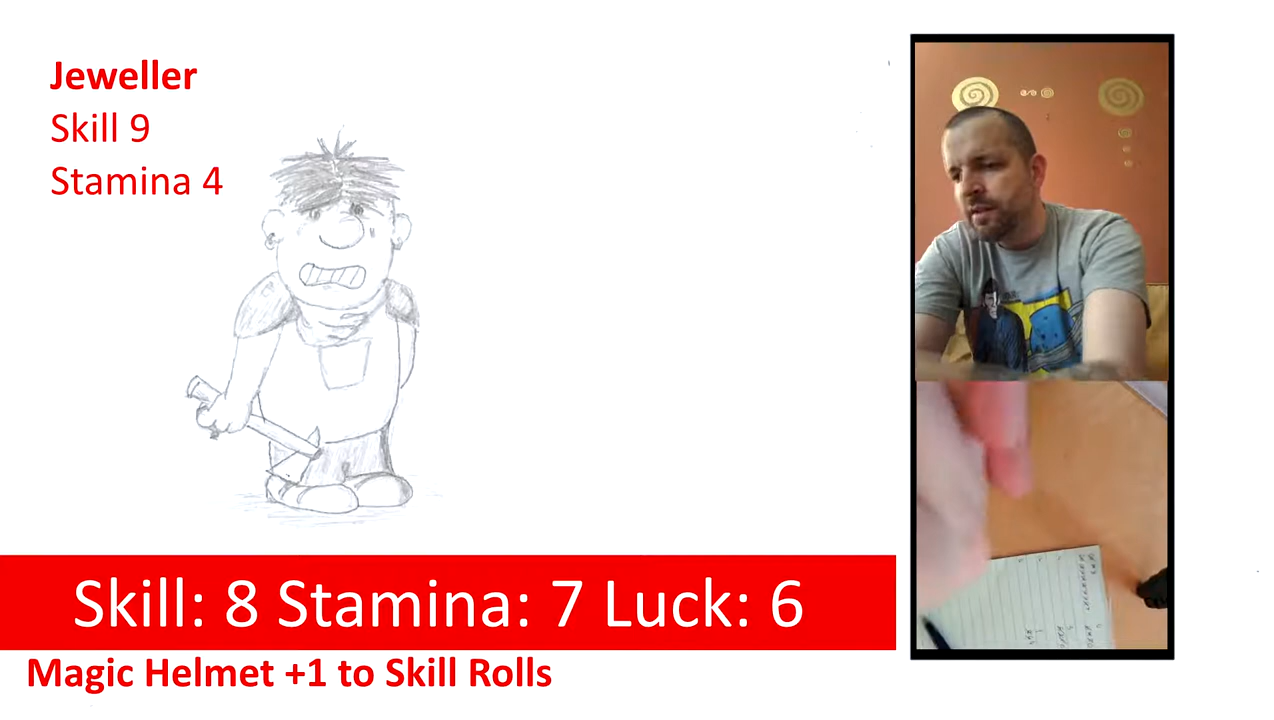 Jeweller
Skill 9
Stamina 4
Skill: 8 Stamina: 7 Luck: 6
Magic Helmet +1 to Skill Rolls